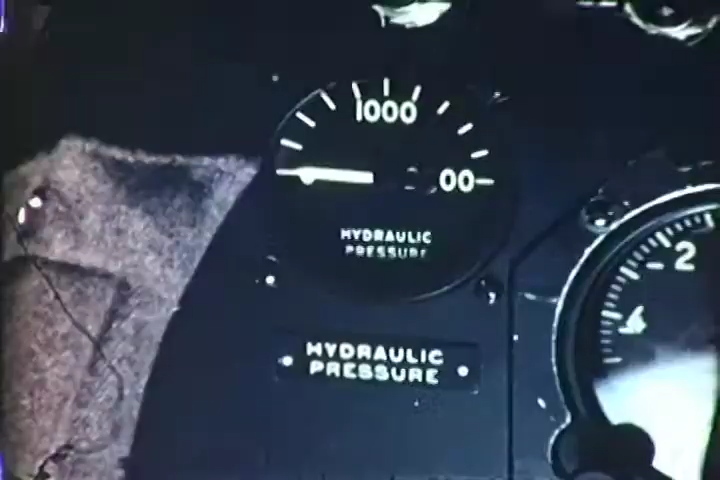 1000
00
HYDRAULIC
PRESSURE
HYDRAULIC
PRESSURE
2